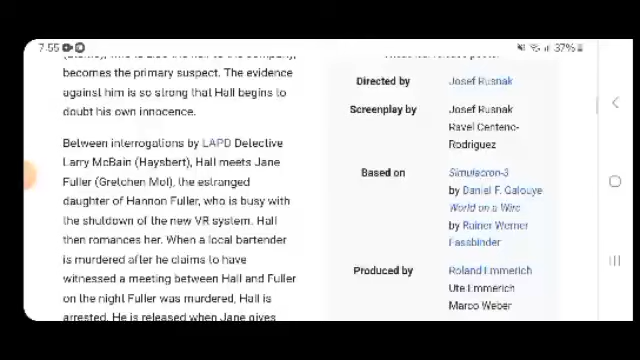 7:55
37%
becomes the primary suspect. The evidence
against him is so strong that Hall begins to
doubt his own innocence.
Between interrogations by LAPD Detective
Larry McBain (Haysbert), Hall meets Jane
Fuller (Gretchen Mol), the estranged
daughter of Hannon Fuller, who is busy with
the shutdown of the new VR system. Hall
then romances her. When a local bartender
is murdered after he claims to have
witnessed a meeting between Hall and Fuller
on the night Fuller was murdered, Hall is
arrested. He is released when Jane gives
Directed by Josef Rusnak
Screenplay by Josef Rusnak
Ravel Centeno-
Rodriguez
Based on Simulacron-3
by Daniel F. Galouye
World on a Wire
by Rainer Werner
Fassbinder
Produced by Roland Emmerich
Ute Emmerich
Marco Weber